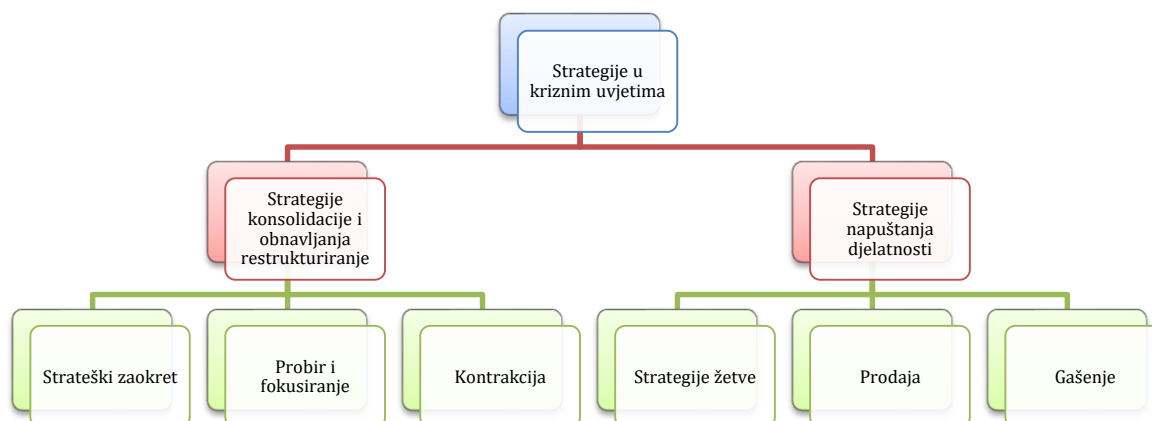 Strategije u
kriznim uvjetima
Strategije
konsolidacije i
obnavljanja
restrukturiranje
Strategije
napuštanja
djelatnosti
Strateški zaokret
Probir i
fokusiranje
Kontrakcija
Strategije žetve
Prodaja
Gašenje